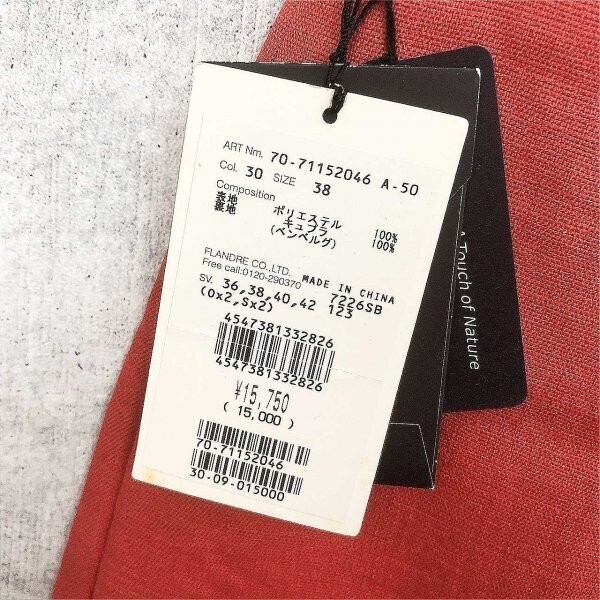 ART Nm. 70-71152046 A-50
Col. 30 SIZE 38
Composition
表地 ポリエステル 100%
裏地 キュプラ 100%
(ベンベルグ)
FLANDRE CO.,LTD. MADE IN CHINA
Free call:0120-290370 7226SB
SV. 36,38,40,42 123
(Ox2,Sx2)
4547381332826
4547381332826
¥15,750
( 15,000 )
70-71152046
30-09-015000
A Touch of Nature